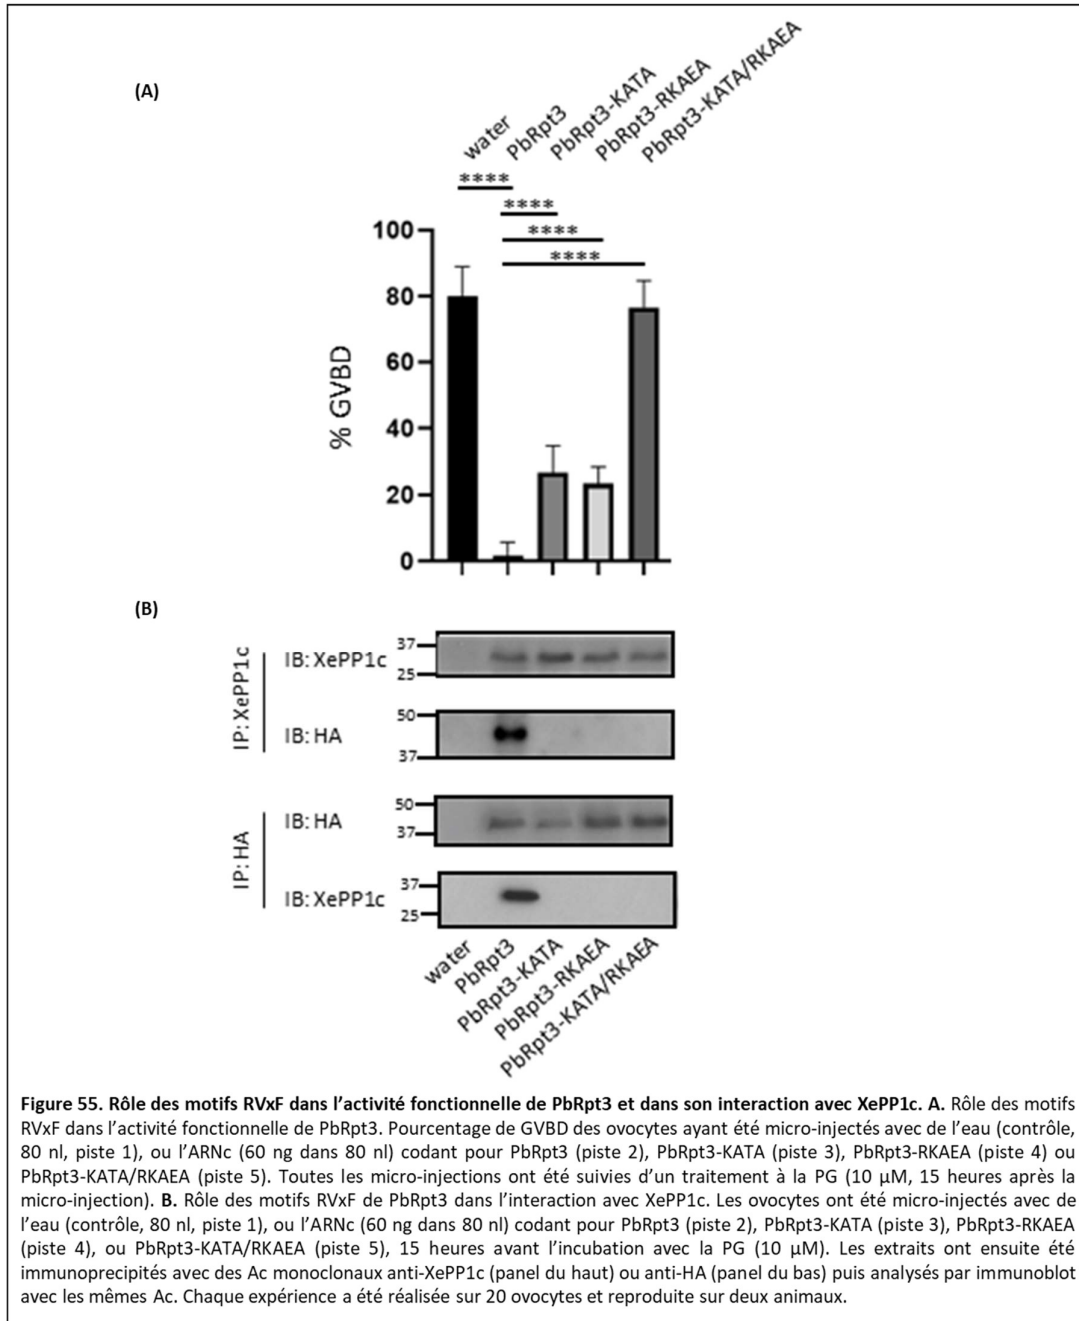 (A)
water
PbRpt3
PbRpt3-KATA
PbRpt3-RKAEA
PbRpt3-KATA/RKAEA
****
****
****
****
100
80
60
40
20
0
% GVBD
(B)
IP: XePP1c
IB: XePP1c
37
25
IB: HA
50
37
IP: HA
IB: HA
50
37
IB: XePP1c
37
25
water
PbRpt3
PbRpt3-KATA
PbRpt3-RKAEA
PbRpt3-KATA/RKAEA
Figure 55. Rôle des motifs RVxF dans l’activité fonctionnelle de PbRpt3 et dans son interaction avec XePP1c. A. Rôle des motifs
RVxF dans l’activité fonctionnelle de PbRpt3. Pourcentage de GVBD des ovocytes ayant été micro-injectés avec de l’eau (contrôle,
80 nl, piste 1), ou l’ARNc (60 ng dans 80 nl) codant pour PbRpt3 (piste 2), PbRpt3-KATA (piste 3), PbRpt3-RKAEA (piste 4) ou
PbRpt3-KATA/RKAEA (piste 5). Toutes les micro-injections ont été suivies d’un traitement à la PG (10 µM, 15 heures après la
micro-injection). B. Rôle des motifs RVxF de PbRpt3 dans l’interaction avec XePP1c. Les ovocytes ont été micro-injectés avec de
l’eau (contrôle, 80 nl, piste 1), ou l’ARNc (60 ng dans 80 nl) codant pour PbRpt3 (piste 2), PbRpt3-KATA (piste 3), PbRpt3-RKAEA
(piste 4), ou PbRpt3-KATA/RKAEA (piste 5), 15 heures avant l’incubation avec la PG (10 µM). Les extraits ont ensuite été
immunoprecipités avec des Ac monoclonaux anti-XePP1c (panel du haut) ou anti-HA (panel du bas) puis analysés par immunoblot
avec les mêmes Ac. Chaque expérience a été réalisée sur 20 ovocytes et reproduite sur deux animaux.